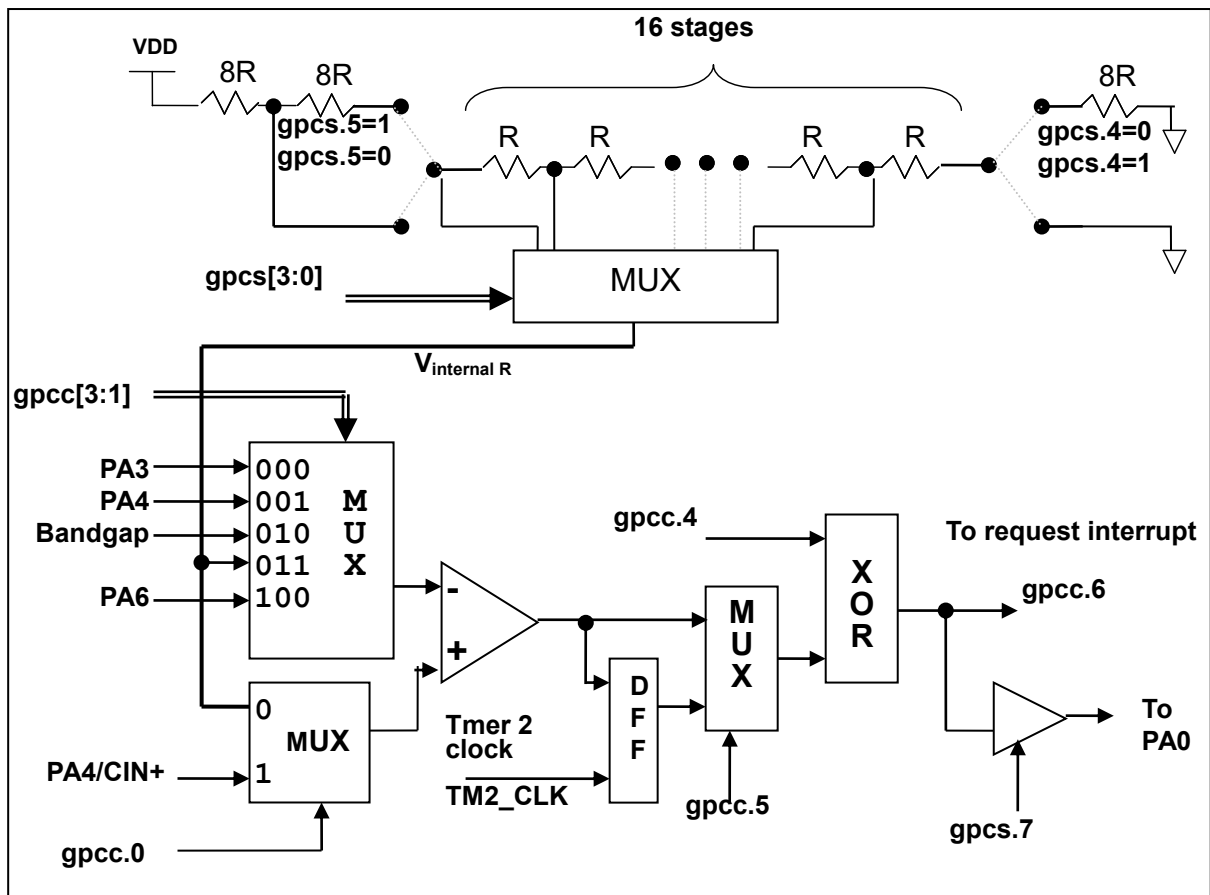 16 stages
VDD
8R
8R
8R
gpcs.5=1
gpcs.5=0
R
R
R
R
gpcs.4=0
gpcs.4=1
MUX
gpcs[3:0]
Vinternal R
gpcc[3:1]
PA3
000
PA4
001
Bandgap
010
011
PA6
100
M
U
X
-
+
gpcc.4
X
O
R
To request interrupt
gpcc.6
M
U
X
D
F
F
0
MUX
1
PA4/CIN+
gpcc.0
Tmer 2
clock
TM2_CLK
gpcc.5
gpcs.7
To
PA0